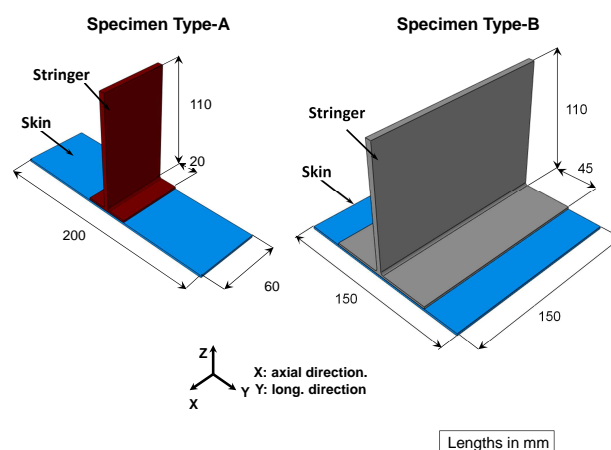 Specimen Type-A
Specimen Type-B
Stringer
Skin
110
20
200
60
Stringer
Skin
110
45
150
150
Z
X
Y
X: axial direction.
Y: long. direction
Lengths in mm